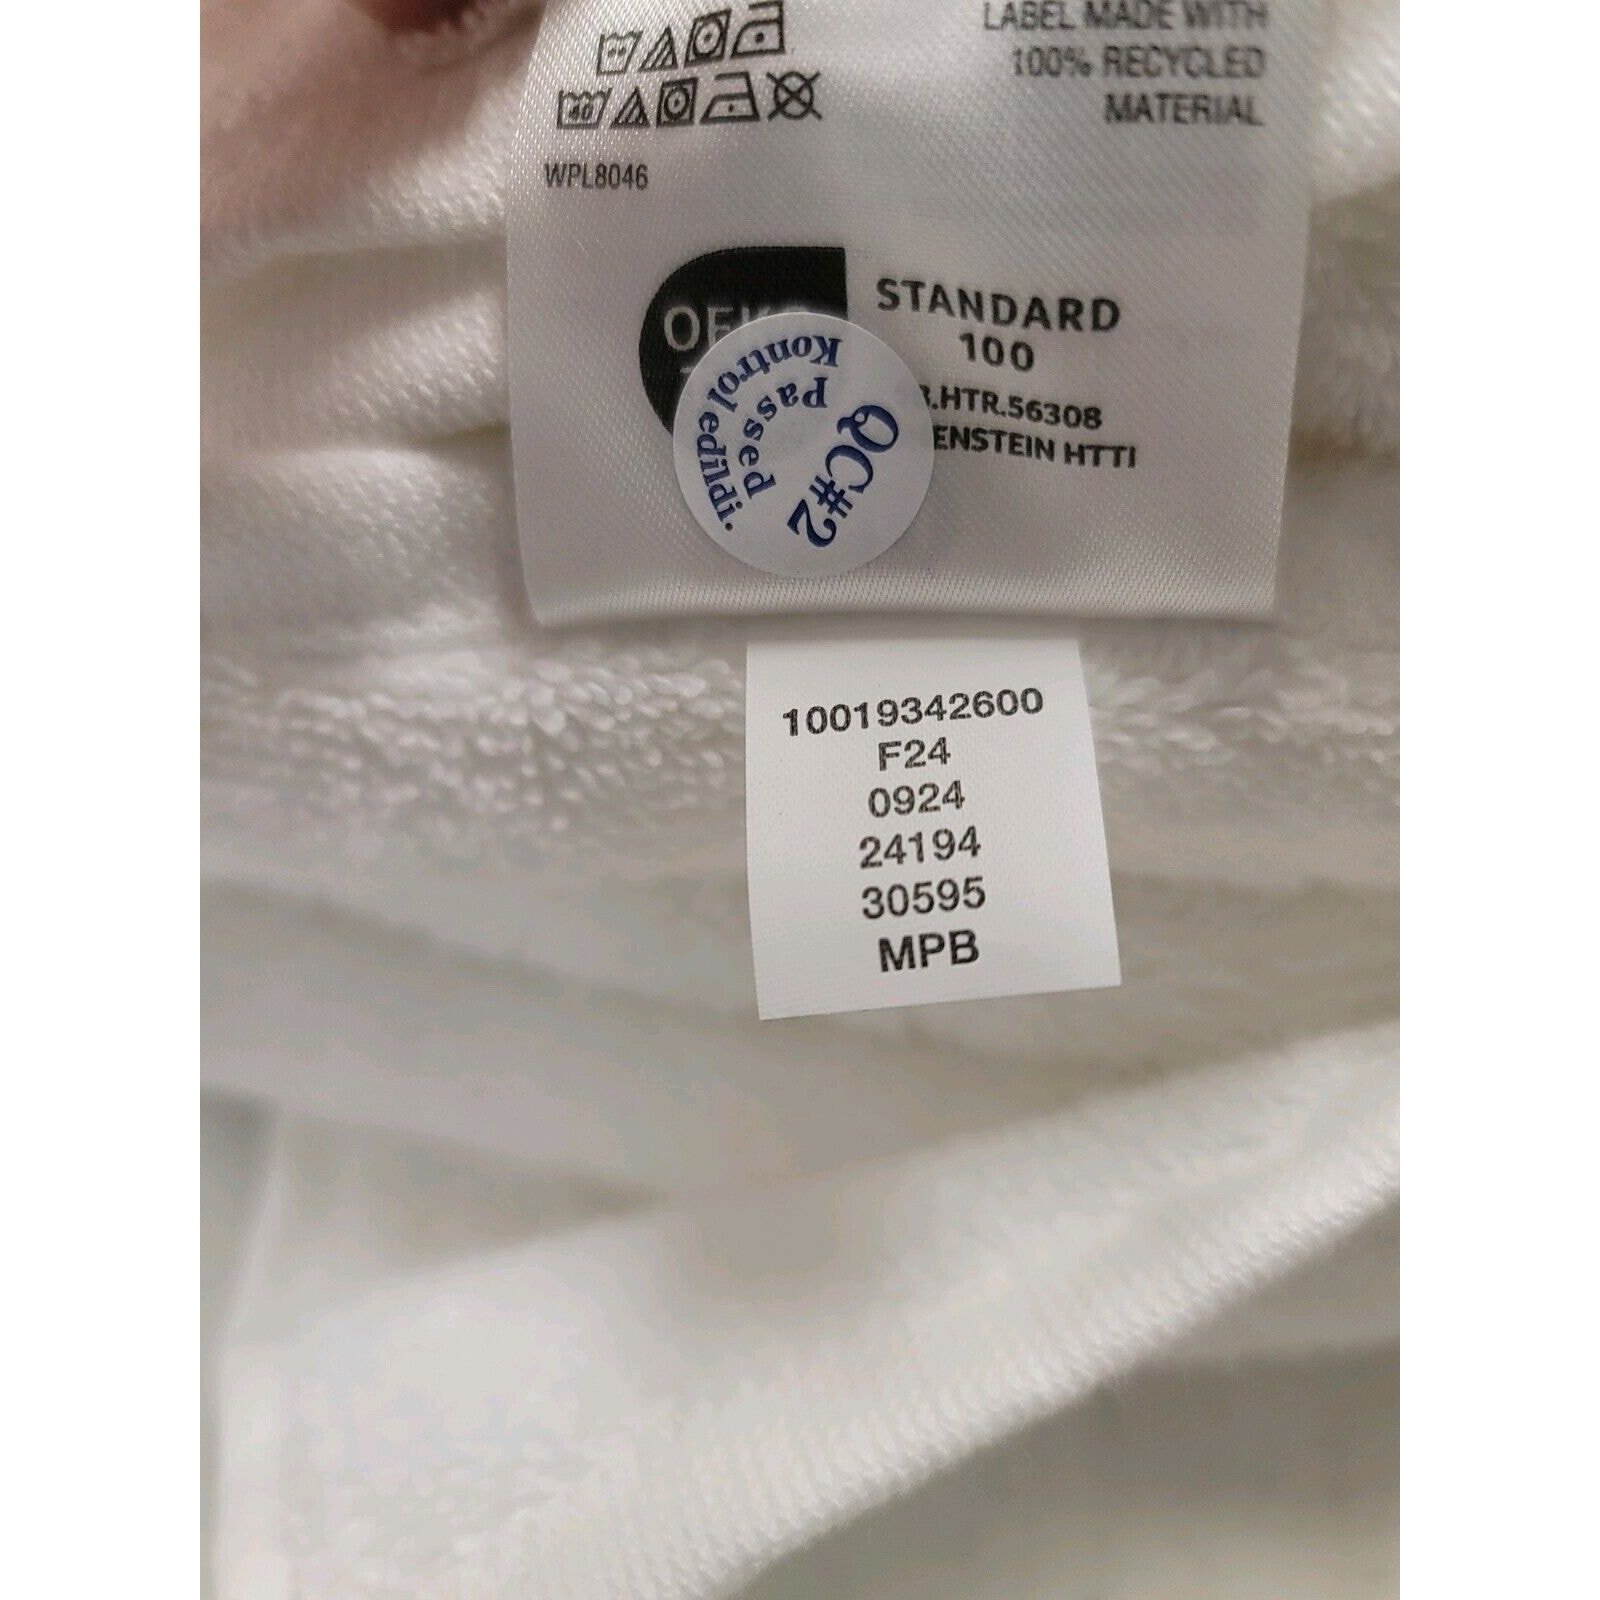 LABEL MADE WITH
100% RECYCLED
MATERIAL
40
WPL8046
STANDARD
100
.HTR.56308
ENSTEIN HTTI
Kontrol edildi.
Passed
QC#2
10019342600
F24
0924
24194
30595
MPB